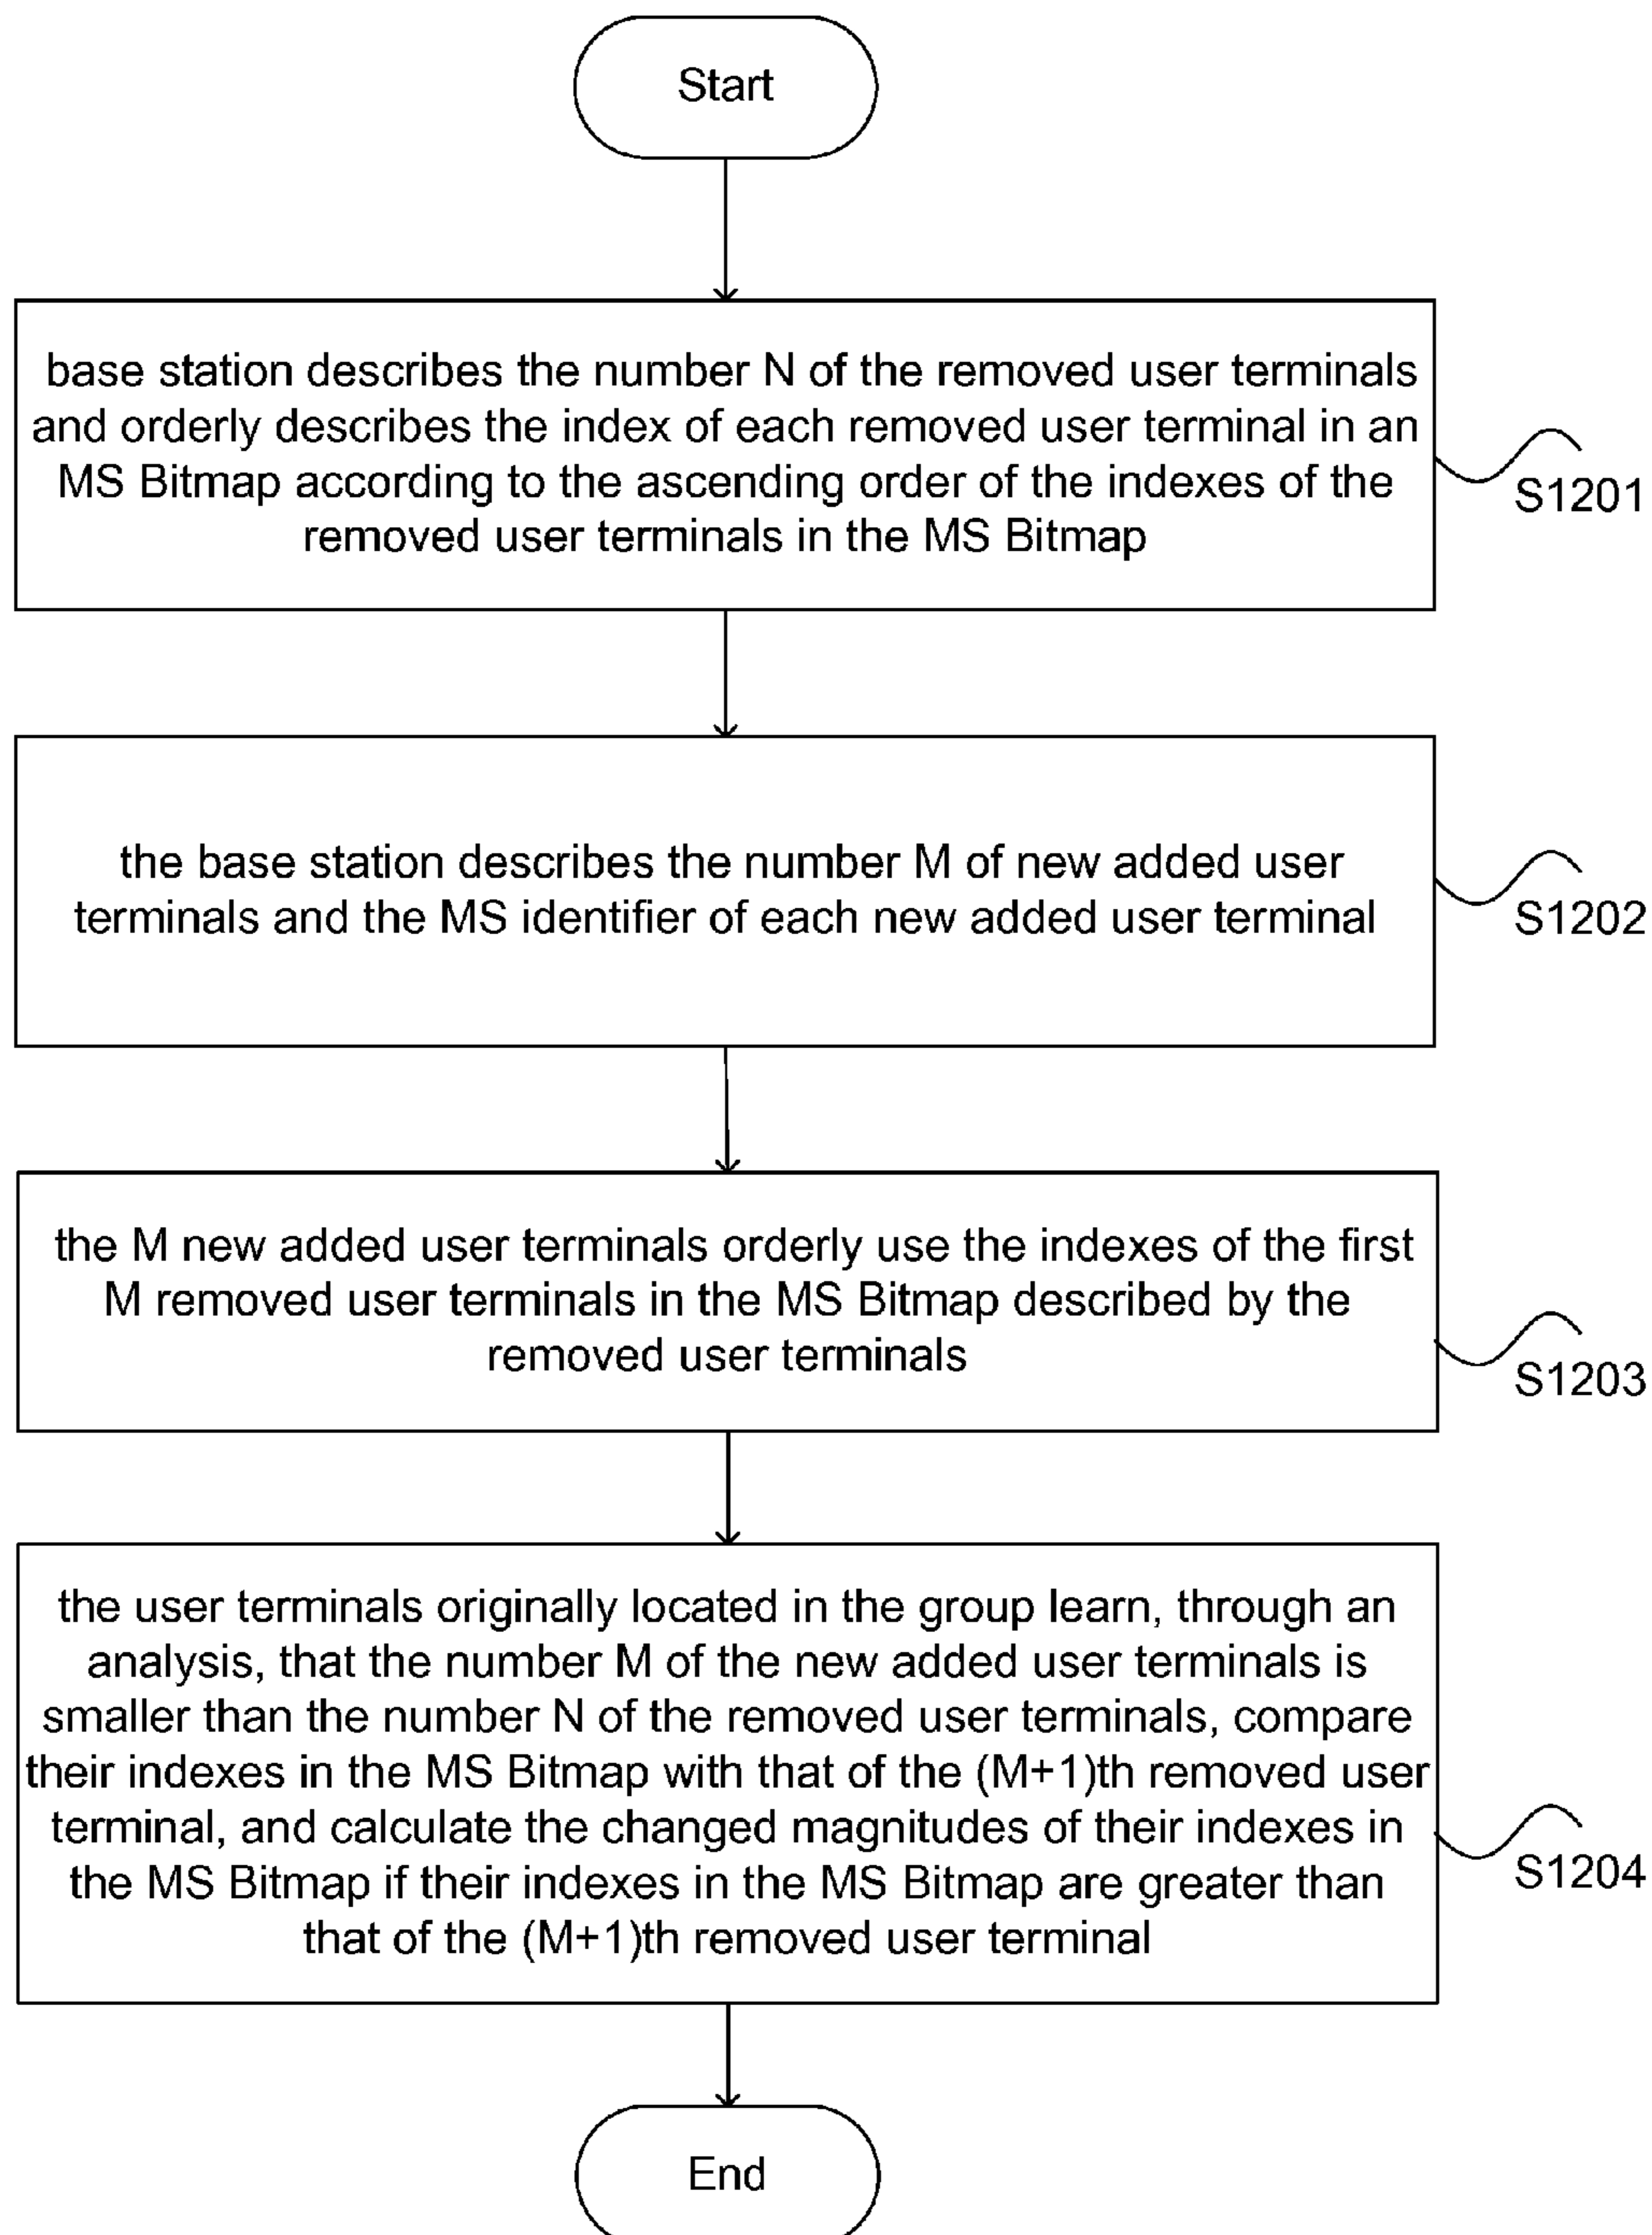 Start
base station describes the number N of the removed user terminals
and orderly describes the index of each removed user terminal in an
MS Bitmap according to the ascending order of the indexes of the
removed user terminals in the MS Bitmap
S1201
the base station describes the number M of new added user
terminals and the MS identifier of each new added user terminal
S1202
the M new added user terminals orderly use the indexes of the first
M removed user terminals in the MS Bitmap described by the
removed user terminals
S1203
the user terminals originally located in the group learn, through an
analysis, that the number M of the new added user terminals is
smaller than the number N of the removed user terminals, compare
their indexes in the MS Bitmap with that of the (M+1)th removed user
terminal, and calculate the changed magnitudes of their indexes in
the MS Bitmap if their indexes in the MS Bitmap are greater than
that of the (M+1)th removed user terminal
S1204
End